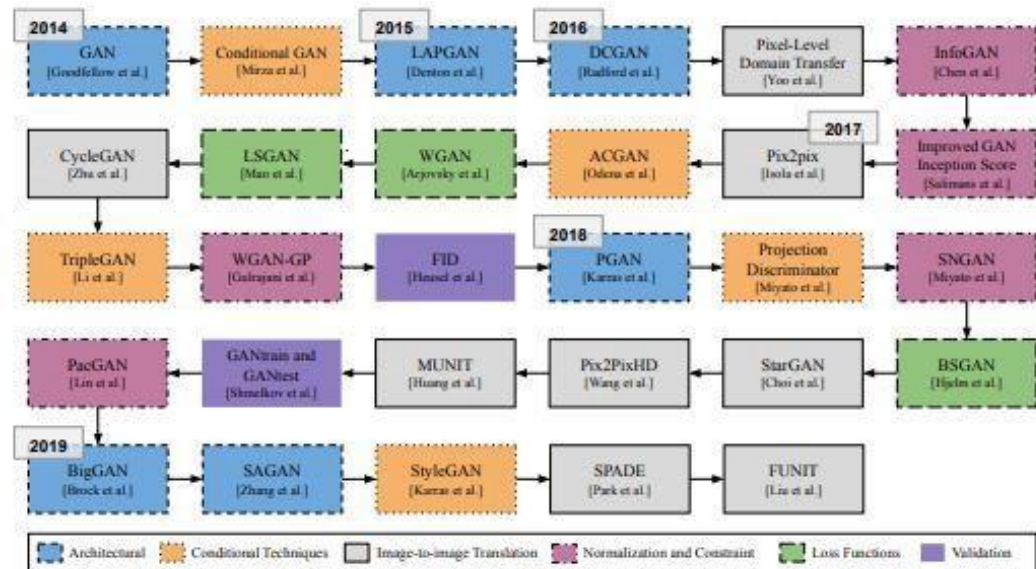 2014
GAN
[Goodfellow et al.]
Conditional GAN
[Mirza et al.]
2015
LAPGAN
[Denton et al.]
2016
DCGAN
[Radford et al.]
Pixel-Level
Domain Transfer
[Yoo et al.]
InfoGAN
[Chen et al.]
CycleGAN
[Zhu et al.]
LSGAN
[Mao et al.]
WGAN
[Arjovsky et al.]
ACGAN
[Odena et al.]
2017
Pix2pix
[Isola et al.]
Improved GAN
Inception Score
[Salimans et al.]
TripleGAN
[Li et al.]
WGAN-GP
[Gulrajani et al.]
FID
[Heusel et al.]
2018
PGAN
[Karras et al.]
Projection
Discriminator
[Miyato et al.]
SNGAN
[Miyato et al.]
PacGAN
[Lin et al.]
GANtrain and
GANtest
[Shmelkov et al.]
MUNIT
[Huang et al.]
Pix2PixHD
[Wang et al.]
StarGAN
[Choi et al.]
BSGAN
[Hjelm et al.]
2019
BigGAN
[Brock et al.]
SAGAN
[Zhang et al.]
StyleGAN
[Karras et al.]
SPADE
[Park et al.]
FUNIT
[Liu et al.]
Architectural
Conditional Techniques
Image-to-image Translation
Normalization and Constraint
Loss Functions
Validation